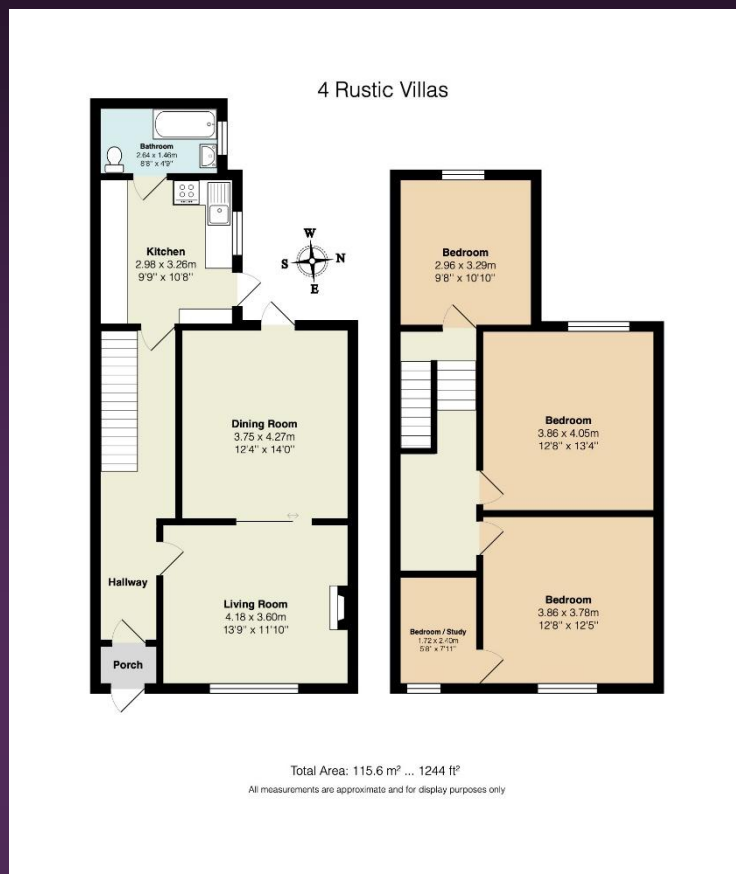 4 Rustic Villas
Bathroom
2.64 x 1.46m
8'8" x 4'9"
Kitchen
2.98 x 3.26m
9'9" x 10'8"
W
S N
E
Dining Room
3.75 x 4.27m
12'4" x 14'0"
Hallway
Living Room
4.18 x 3.60m
13'9" x 11'10"
Porch
Bedroom
2.96 x 3.29m
9'8" x 10'10"
Bedroom
3.86 x 4.05m
12'8" x 13'4"
Bedroom
3.86 x 3.78m
12'8" x 12'5"
Bedroom / Study
1.72 x 2.40m
5'8" x 7'11"
Total Area: 115.6 m² ... 1244 ft²
All measurements are approximate and for display purposes only